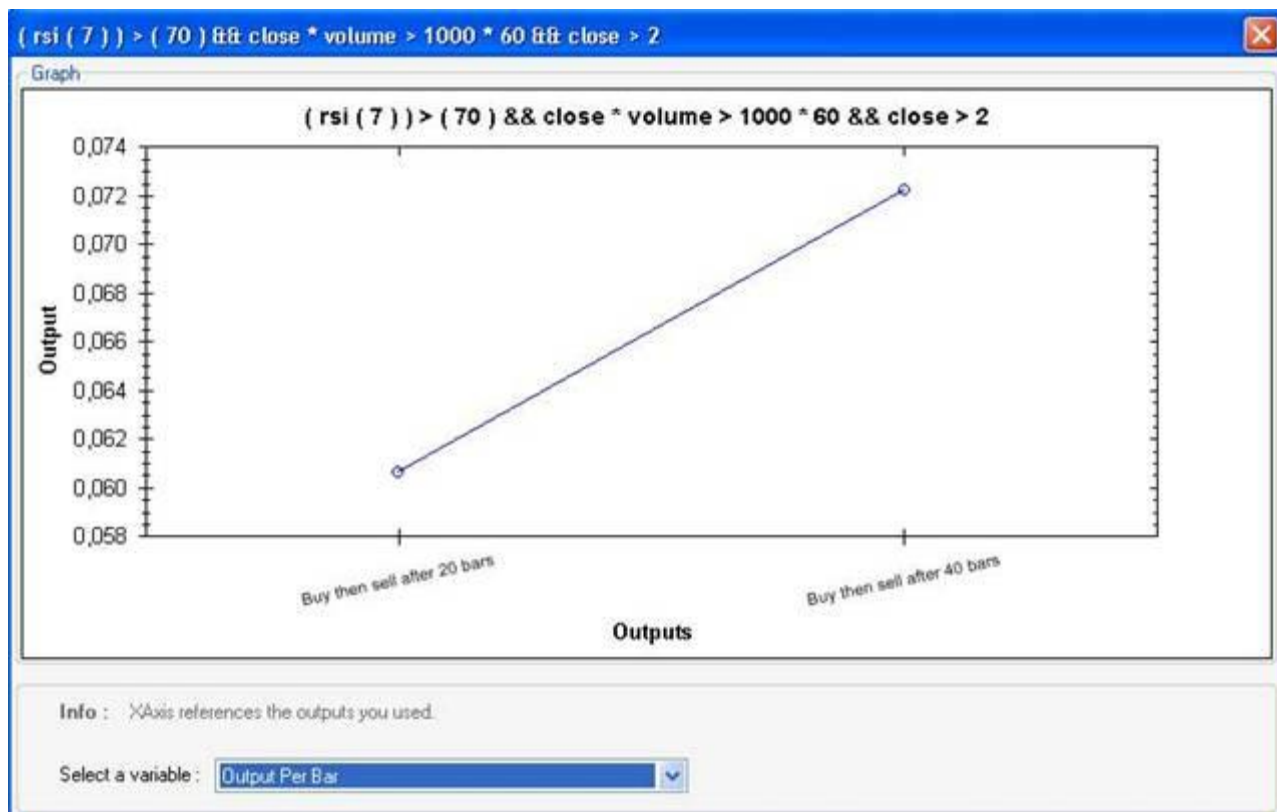 ( rsi ( 7 ) ) > ( 70 ) && close * volume > 1000 * 60 && close > 2
Graph
( rsi ( 7 ) ) > ( 70 ) && close * volume > 1000 * 60 && close > 2
0,074
0,072
0,070
0,068
0,066
0,064
0,062
0,060
0,058
Output
Buy then sell after 20 bars
Buy then sell after 40 bars
Outputs
Info : XAxis references the outputs you used.
Select a variable : Output Per Bar